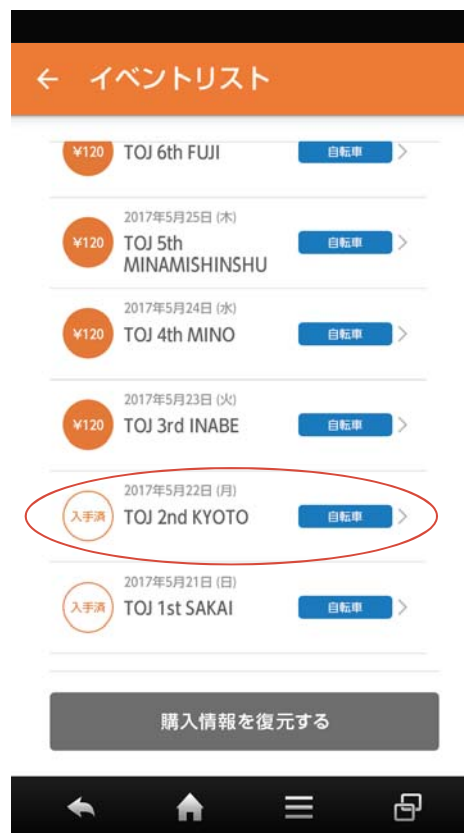 ← イベントリスト
¥120 TOJ 6th FUJI 自転車 >
2017年5月25日 (木)
¥120 TOJ 5th 自転車 >
MINAMISHINSHU
2017年5月24日 (水)
¥120 TOJ 4th MINO 自転車 >
2017年5月23日 (火)
¥120 TOJ 3rd INABE 自転車 >
2017年5月22日 (月)
入手済 TOJ 2nd KYOTO 自転車 >
2017年5月21日 (日)
入手済 TOJ 1st SAKAI 自転車 >
購入情報を復元する